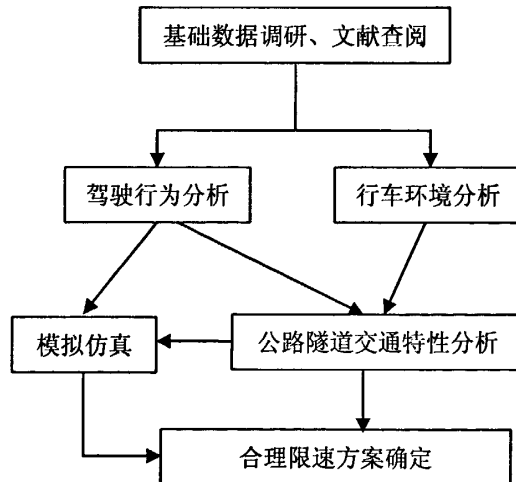 基础数据调研、文献查阅
驾驶行为分析
行车环境分析
模拟仿真
公路隧道交通特性分析
合理限速方案确定